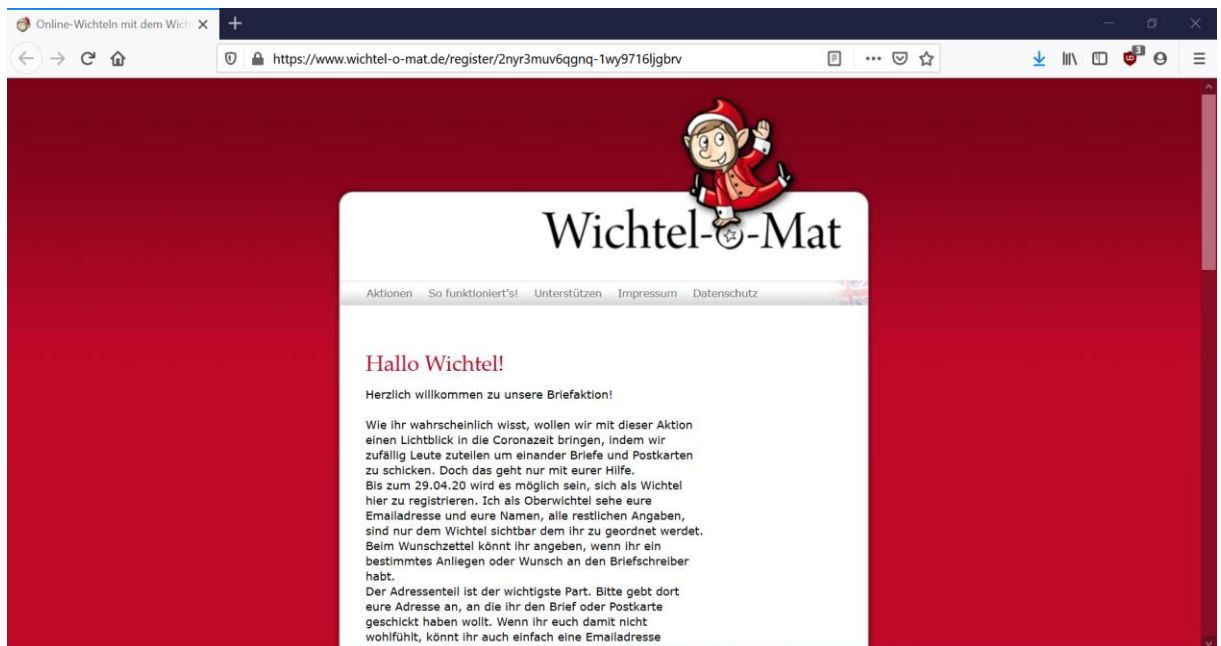 Online-Wichteln mit dem Wich
https://www.wichtel-o-mat.de/register/2nyr3muv6qgnq-1wy9716ljgbrv
3
Wichtel-o-Mat
Aktionen So funktioniert's! Unterstützen Impressum Datenschutz
Hallo Wichtel!
Herzlich willkommen zu unsere Briefaktion!
Wie ihr wahrscheinlich wisst, wollen wir mit dieser Aktion
einen Lichtblick in die Coronazeit bringen, indem wir
zufällig Leute zuteilen um einander Briefe und Postkarten
zu schicken. Doch das geht nur mit eurer Hilfe.
Bis zum 29.04.20 wird es möglich sein, sich als Wichtel
hier zu registrieren. Ich als Oberwichtel sehe eure
Emailadresse und eure Namen, alle restlichen Angaben,
sind nur dem Wichtel sichtbar dem ihr zu geordnet werdet.
Beim Wunschzettel könnt ihr angeben, wenn ihr ein
bestimmtes Anliegen oder Wunsch an den Briefschreiber
habt.
Der Adressenteil ist der wichtigste Part. Bitte gebt dort
eure Adresse an, an die ihr den Brief oder Postkarte
geschickt haben wollt. Wenn ihr euch damit nicht
wohlfühlt, könnt ihr auch einfach eine Emailadresse